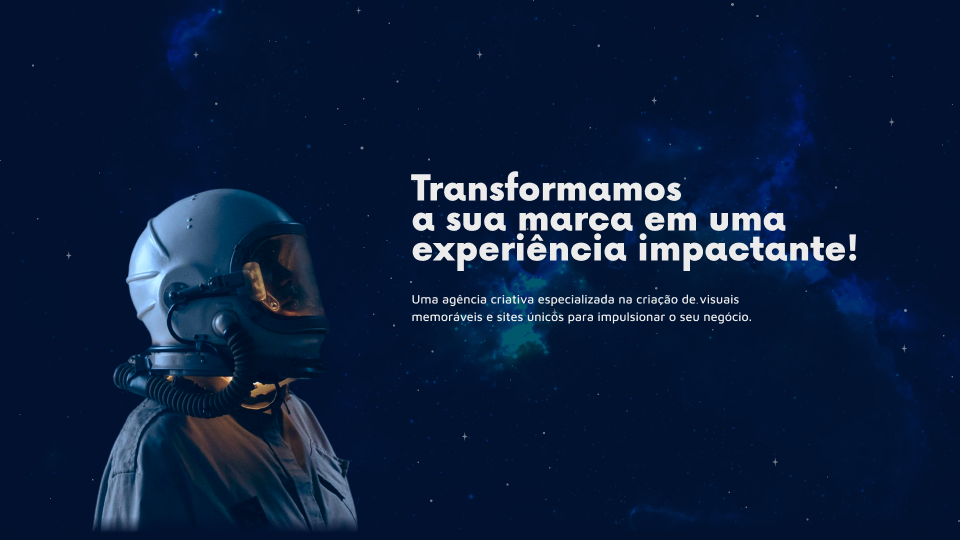 Transformamos
a sua marca em uma
experiência impactante!
Uma agência criativa especializada na criação de visuais
memoráveis e sites únicos para impulsionar o seu negócio.